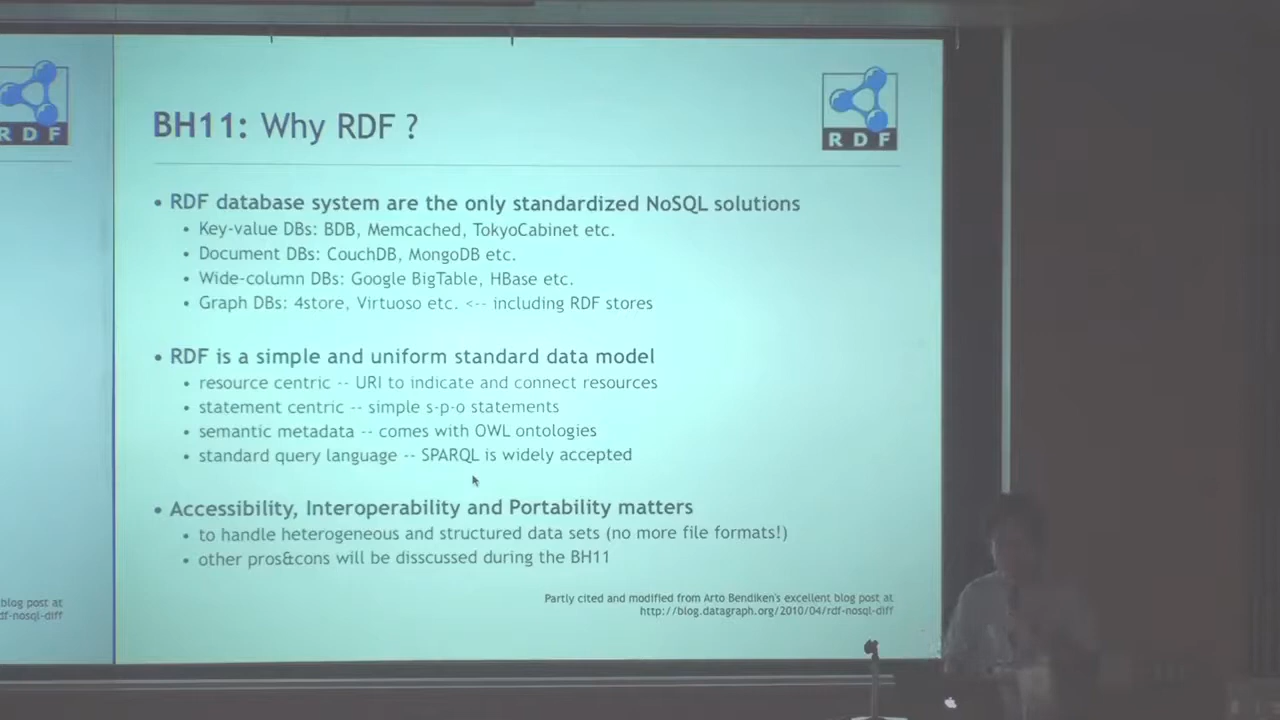 RDF
BH11: Why RDF ?
RDF
• RDF database system are the only standardized NoSQL solutions
• Key-value DBs: BDB, Memcached, TokyoCabinet etc.
• Document DBs: CouchDB, MongoDB etc.
• Wide-column DBs: Google BigTable, HBase etc.
• Graph DBs: 4store, Virtuoso etc. <-- including RDF stores
• RDF is a simple and uniform standard data model
• resource centric -- URI to indicate and connect resources
• statement centric -- simple s-p-o statements
• semantic metadata -- comes with OWL ontologies
• standard query language -- SPARQL is widely accepted
• Accessibility, Interoperability and Portability matters
• to handle heterogeneous and structured data sets (no more file formats!)
• other pros&cons will be disscussed during the BH11
Partly cited and modified from Arto Bendiken's excellent blog post at
http://blog.datagraph.org/2010/04/rdf-nosql-diff
blog post at
df-nosql-diff